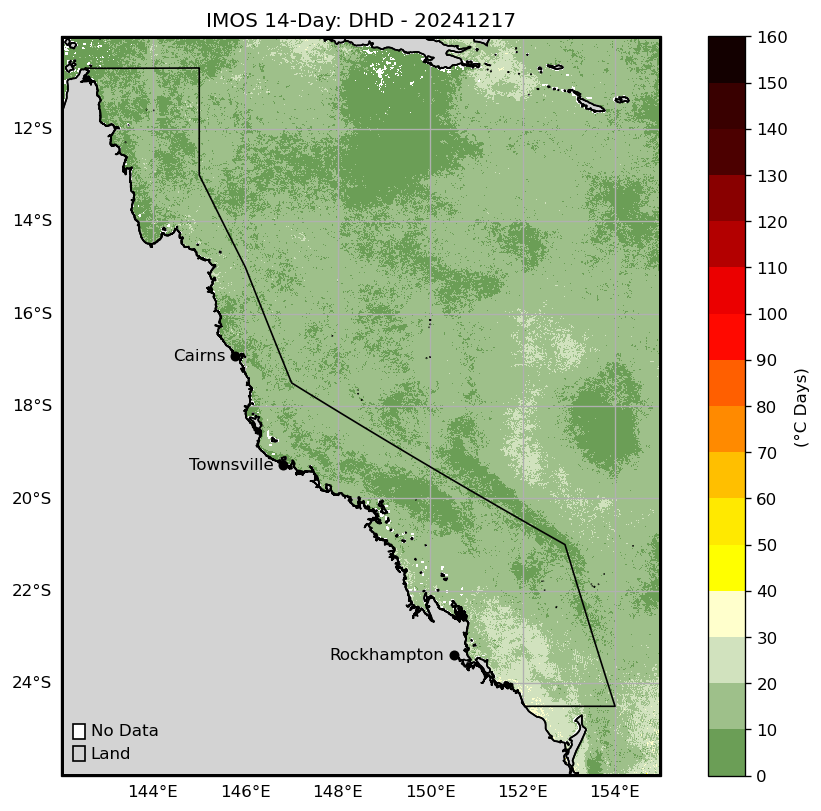 IMOS 14-Day: DHD - 20241217
12°S
14°S
16°S
18°S
20°S
22°S
24°S
Cairns
Townsville
Rockhampton
No Data
Land
144°E 146°E 148°E 150°E 152°E 154°E
160
150
140
130
120
110
100
90
80
70
60
50
40
30
20
10
0
(°C Days)